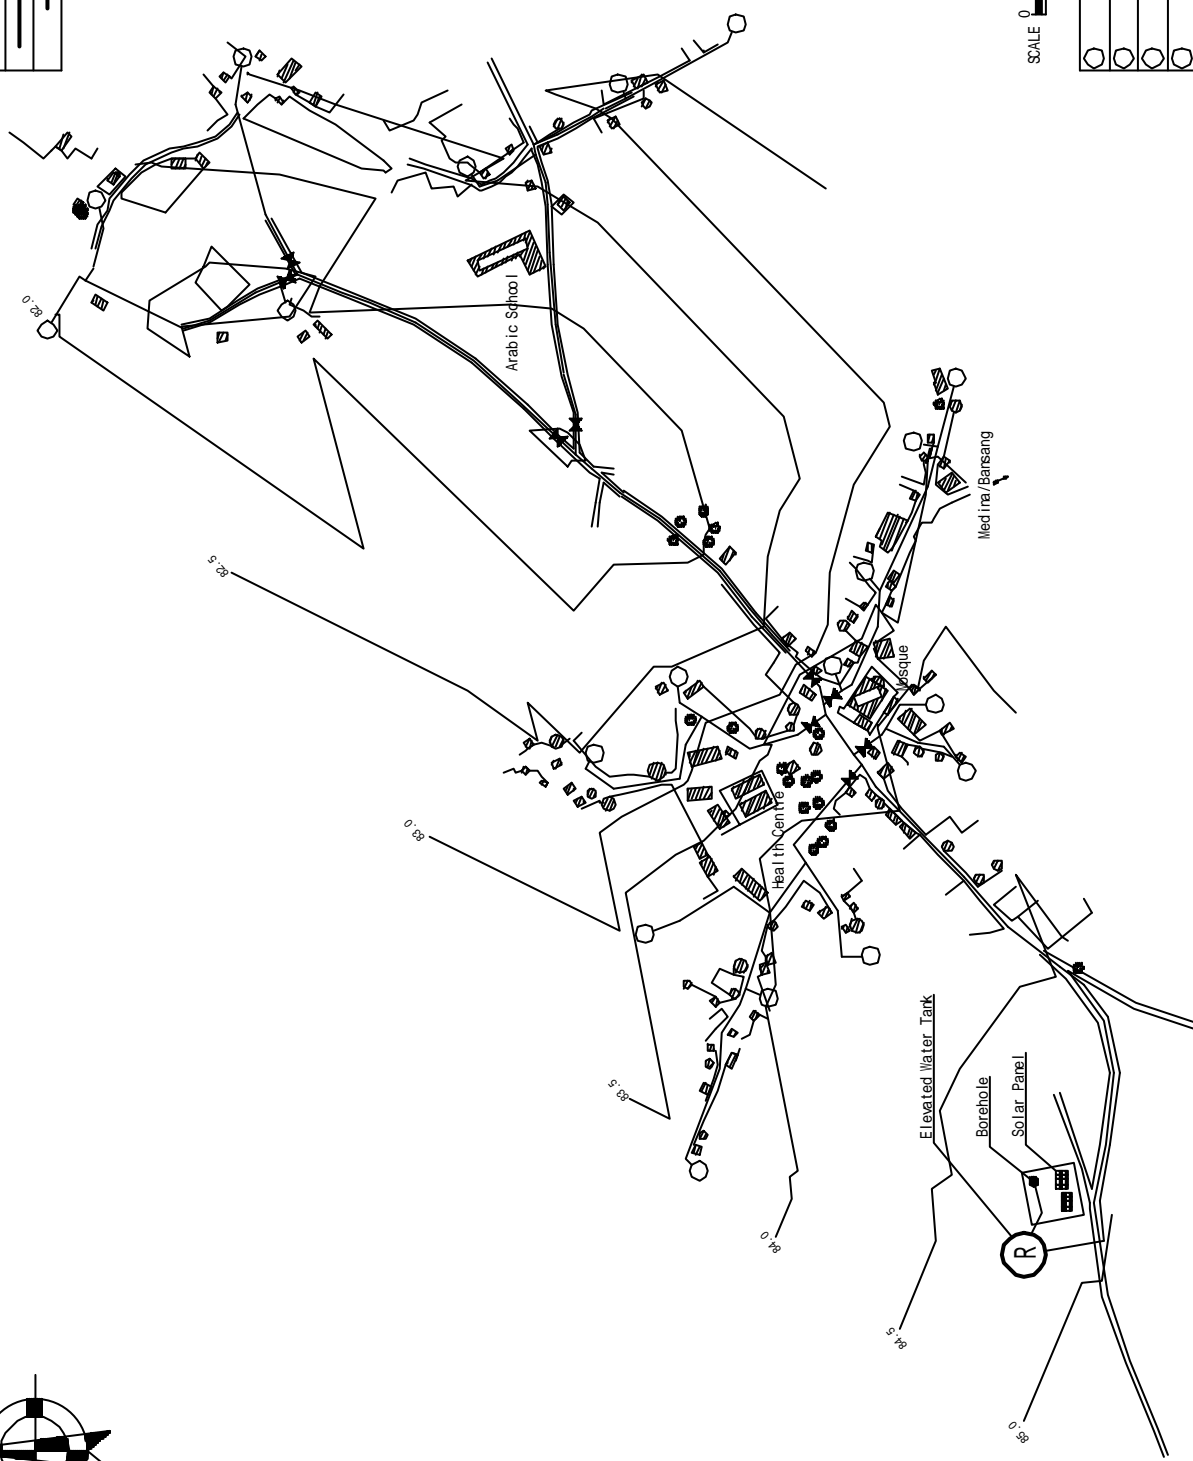 SCALE 0
82.0
Arabic School
Medina/Bansang
82.5
Mosque
83.0
Health Centre
83.5
Elevated Water Tank
Borehole
Solar Panel
84.0
R
84.5
85.0